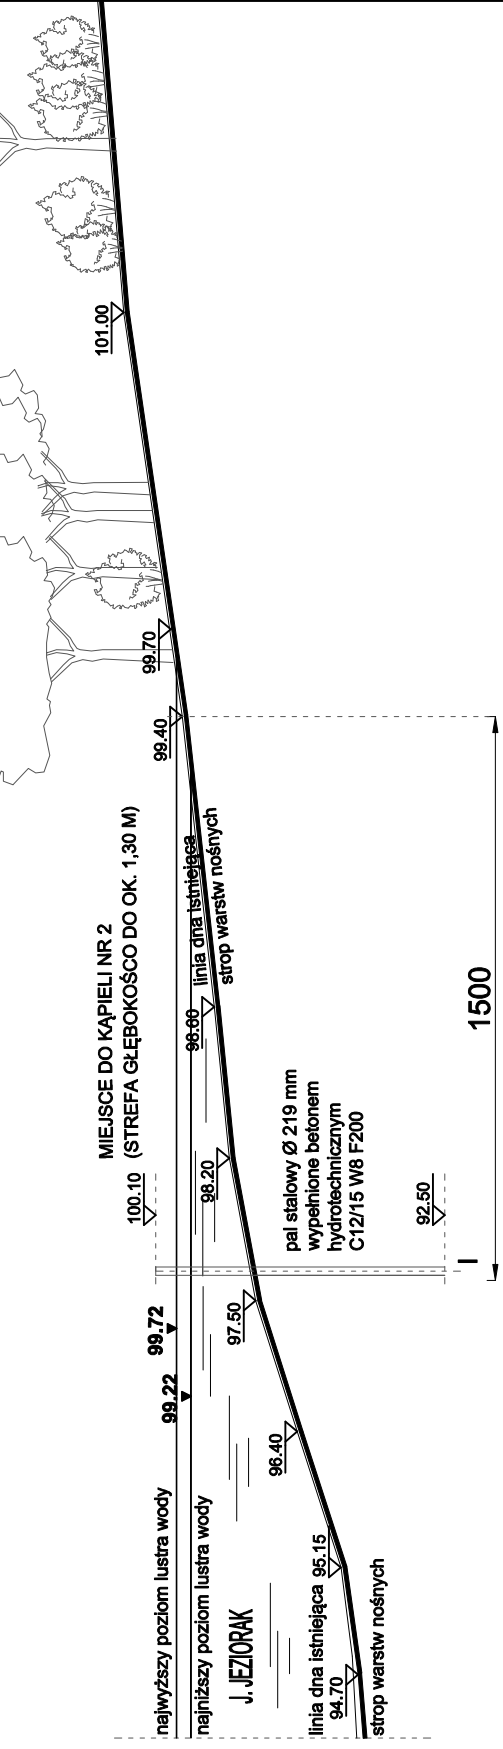 MIEJSCE DO KĄPIELI NR 2
(STREFA GŁĘBOKOŚCO DO OK. 1,30 M)
najwyższy poziom lustra wody
99.72
100.10
najniższy poziom lustra wody
99.22
J. JEZIORAK
linia dna istniejąca
strop warstw nośnych
94.70
95.15
96.40
97.50
98.20
98.60
linia dna istniejąca
strop warstw nośnych
99.40
99.70
101.00
pal stalowy Ø 219 mm
wypełnione betonem
hydrotechnicznym
C12/15 W8 F200
92.50
I
1500